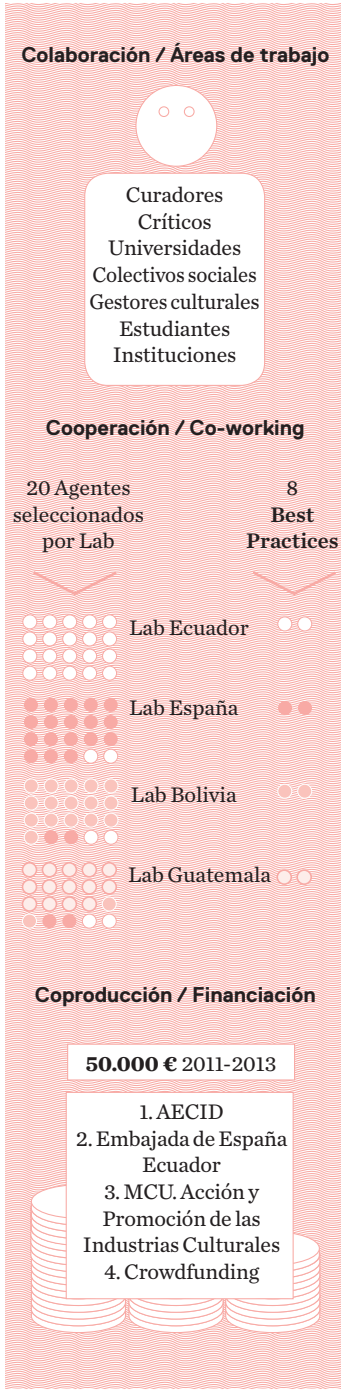 Colaboración / Áreas de trabajo
Curadores
Críticos
Universidades
Colectivos sociales
Gestores culturales
Estudiantes
Instituciones
Cooperación / Co-working
20 Agentes
seleccionados
por Lab
8
Best
Practices
Lab Ecuador
Lab España
Lab Bolivia
Lab Guatemala
Coproducción / Financiación
50.000 € 2011-2013
1. AECID
2. Embajada de España
Ecuador
3. MCU. Acción y
Promoción de las
Industrias Culturales
4. Crowdfunding